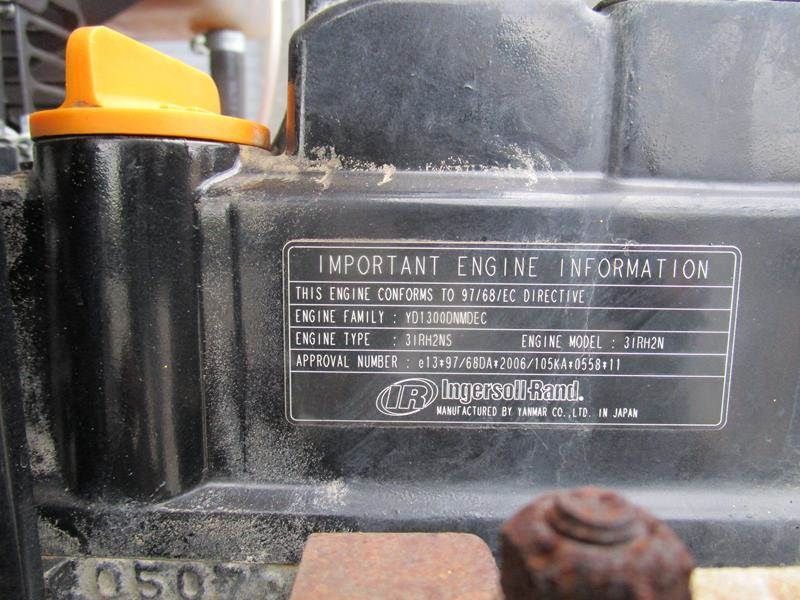 IMPORTANT ENGINE INFORMATION
THIS ENGINE CONFORMS TO 97/68/EC DIRECTIVE
ENGINE FAMILY : YD1300DNMDEC
ENGINE TYPE : 3IRH2NS ENGINE MODEL : 3IRH2N
APPROVAL NUMBER : e13*97/68DA*2006/105KA*0558*11
IR Ingersoll-Rand.
MANUFACTURED BY YANMAR CO.,LTD. IN JAPAN